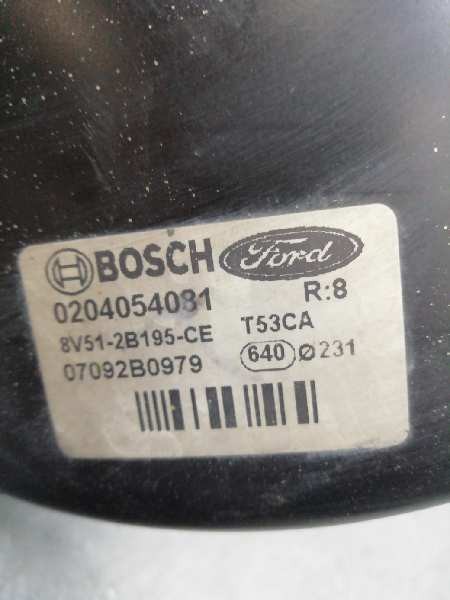 BOSCH Ford
0204054081 R:8
8V51-2B195-CE T53CA
07092B0979 640 Ø231